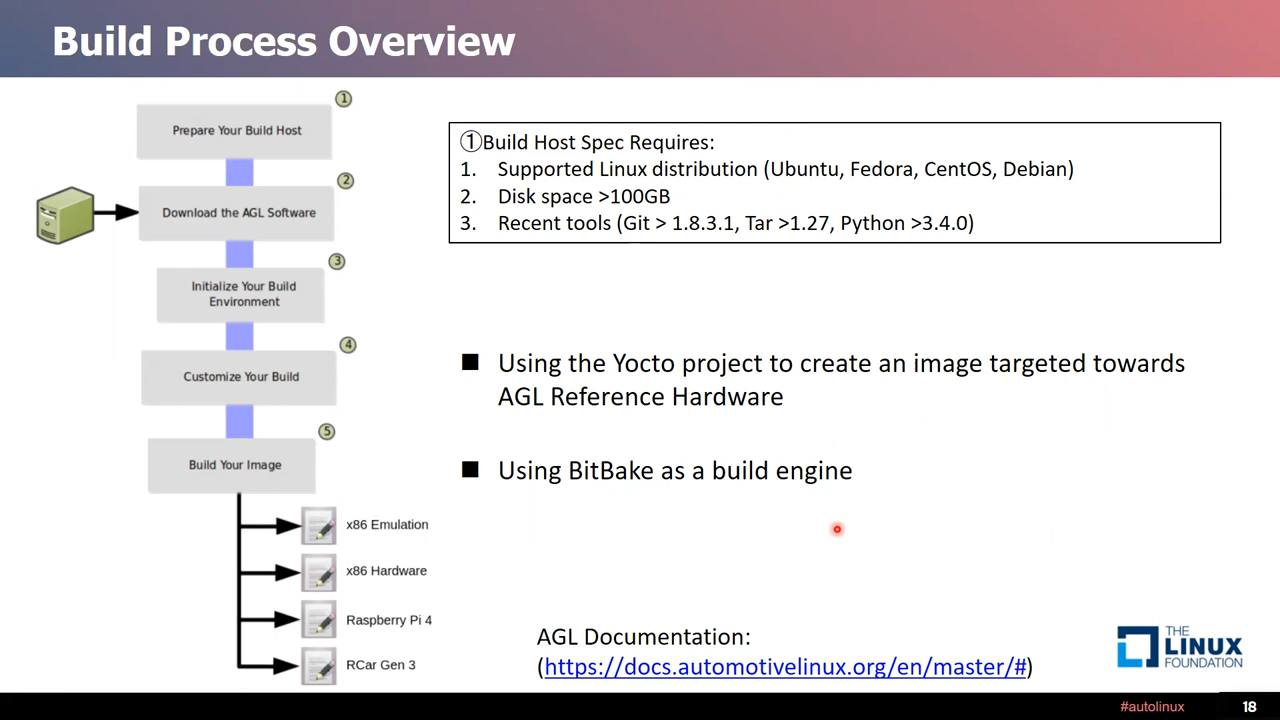 Build Process Overview
①
Prepare Your Build Host
②
Download the AGL Software
③
Initialize Your Build
Environment
④
Customize Your Build
⑤
Build Your Image
x86 Emulation
x86 Hardware
Raspberry Pi 4
RCar Gen 3
①Build Host Spec Requires:
1. Supported Linux distribution (Ubuntu, Fedora, CentOS, Debian)
2. Disk space >100GB
3. Recent tools (Git > 1.8.3.1, Tar >1.27, Python >3.4.0)
■ Using the Yocto project to create an image targeted towards
AGL Reference Hardware
■ Using BitBake as a build engine
AGL Documentation:
(https://docs.automotivelinux.org/en/master/#)
THE
LINUX
FOUNDATION
#autolinux
18